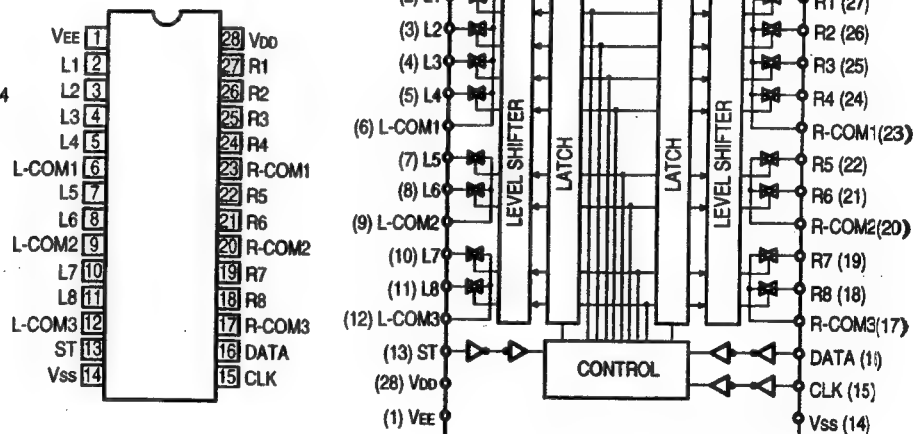 4
VEE 1
L1 2
L2 3
L3 4
L4 5
L-COM1 6
L5 7
L6 8
L-COM2 9
L7 10
L8 11
L-COM3 12
ST 13
VSS 14
28 VDD
27 R1
26 R2
25 R3
24 R4
23 R-COM1
22 R5
21 R6
20 R-COM2
19 R7
18 R8
17 R-COM3
16 DATA
15 CLK
(3) L2
(4) L3
(5) L4
(6) L-COM1
(7) L5
(8) L6
(9) L-COM2
(10) L7
(11) L8
(12) L-COM3
(13) ST
(28) VDD
(1) VEE
LEVEL SHIFTER
LATCH
LATCH
LEVEL SHIFTER
CONTROL
R1 (27)
R2 (26)
R3 (25)
R4 (24)
R-COM1(23)
R5 (22)
R6 (21)
R-COM2(20)
R7 (19)
R8 (18)
R-COM3(17)
DATA
CLK (15)
VSS (14)